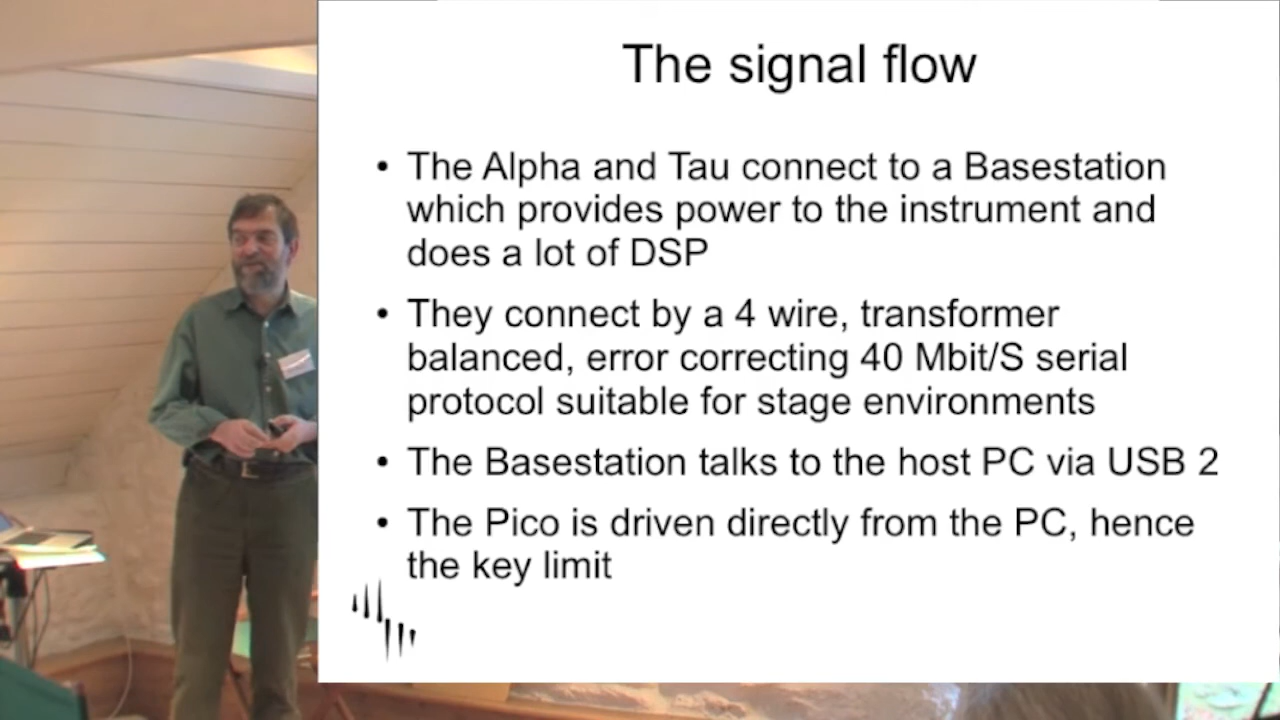 The signal flow
• The Alpha and Tau connect to a Basestation
which provides power to the instrument and
does a lot of DSP
• They connect by a 4 wire, transformer
balanced, error correcting 40 Mbit/S serial
protocol suitable for stage environments
• The Basestation talks to the host PC via USB 2
• The Pico is driven directly from the PC, hence
the key limit